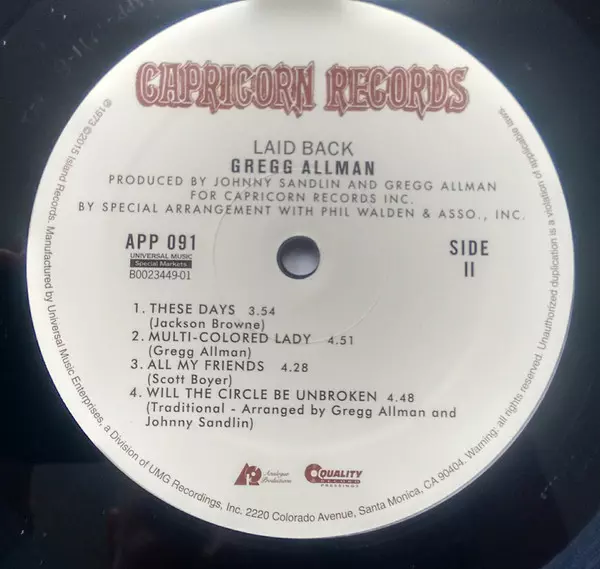 CAPRICORN RECORDS
LAID BACK
GREGG ALLMAN
PRODUCED BY JOHNNY SANDLIN AND GREGG ALLMAN
FOR CAPRICORN RECORDS INC.
BY SPECIAL ARRANGEMENT WITH PHIL WALDEN & ASSO., INC.
APP 091
UNIVERSAL MUSIC
Special Markets
B0023449-01
SIDE
II
1. THESE DAYS 3.54
(Jackson Browne)
2. MULTI-COLORED LADY 4.51
(Gregg Allman)
3. ALL MY FRIENDS 4.28
(Scott Boyer)
4. WILL THE CIRCLE BE UNBROKEN 4.48
(Traditional - Arranged by Gregg Allman and
Johnny Sandlin)
Analogue
Productions
QUALITY
RECORD
PRESSINGS
℗1973 ©2015 Island Records. Manufactured by Universal Music Enterprises, a Division of UMG Recordings, Inc. 2220 Colorado Avenue, Santa Monica, CA 90404. Warning: all rights reserved. Unauthorized duplication is a violation of applicable laws.